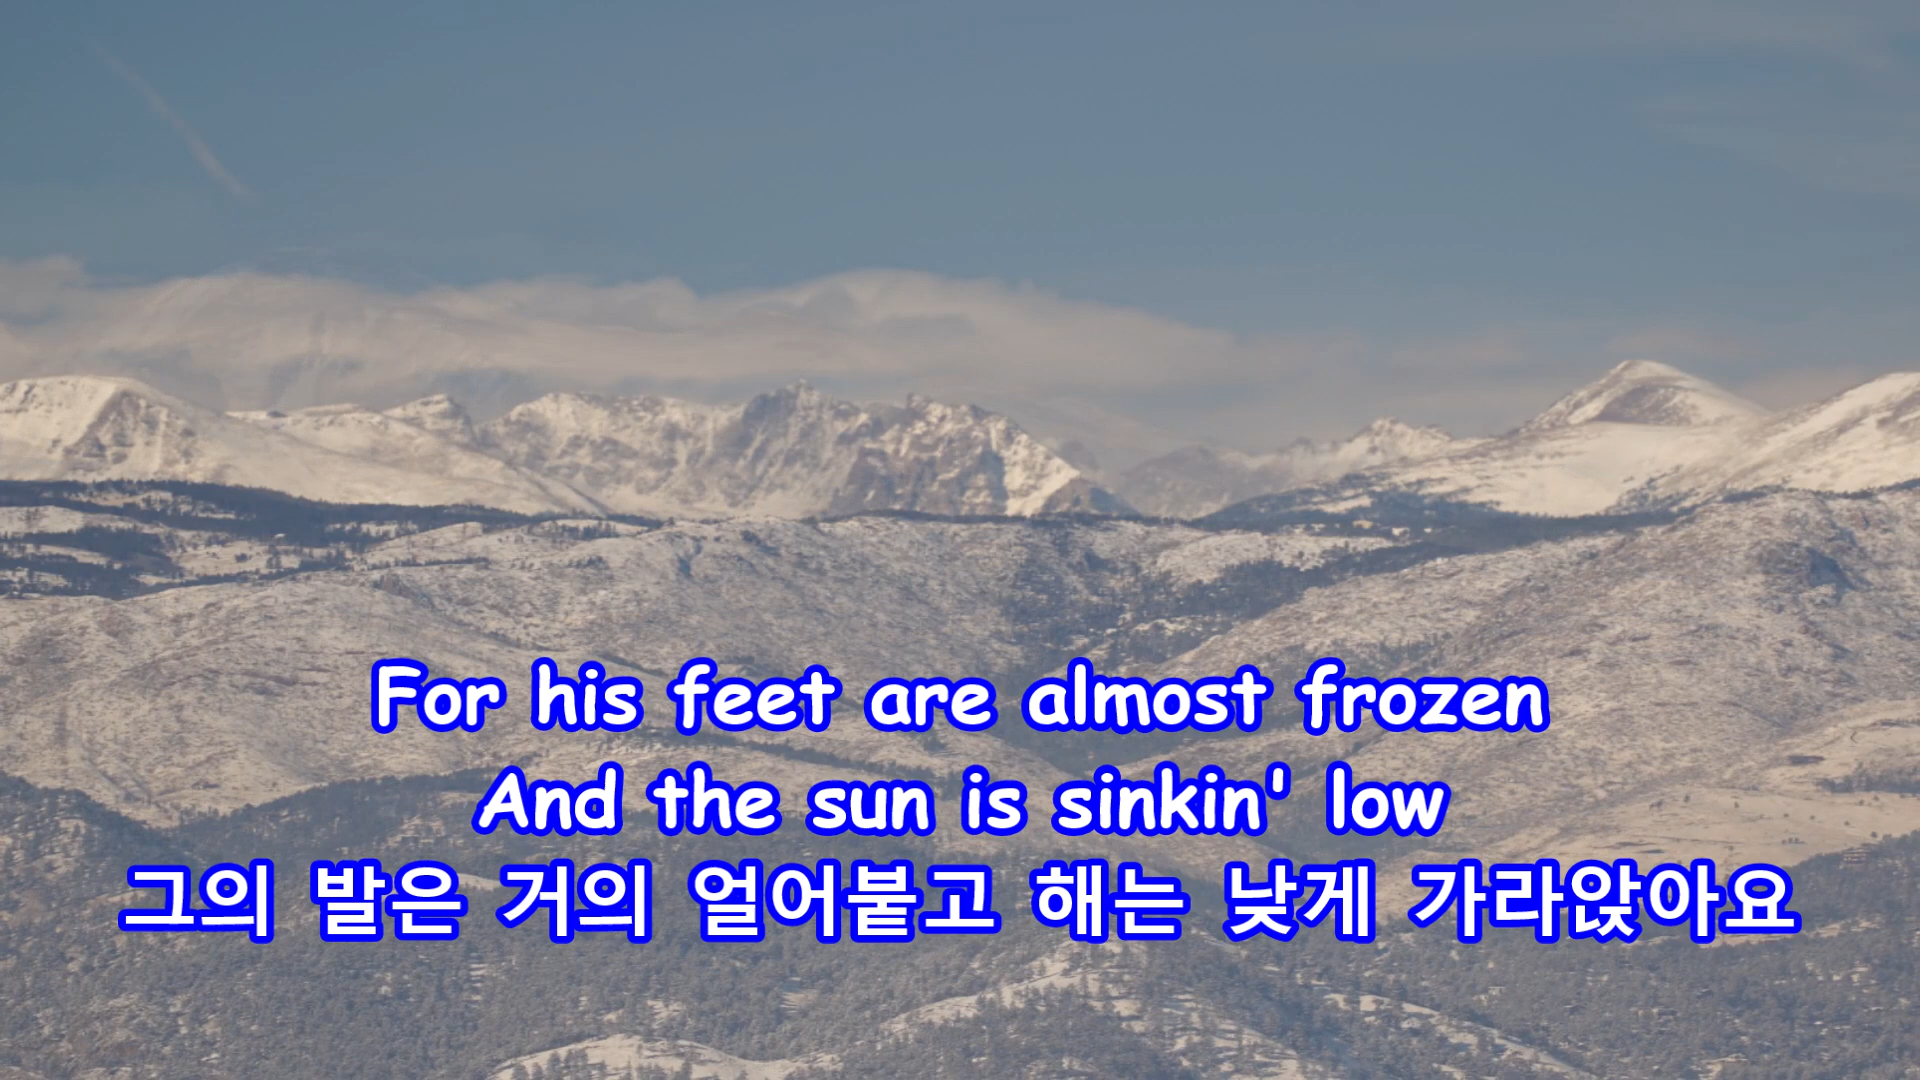 For his feet are almost frozen
And the sun is sinkin' low
그의 발은 거의 얼어붙고 해는 낮게 가라앉아요